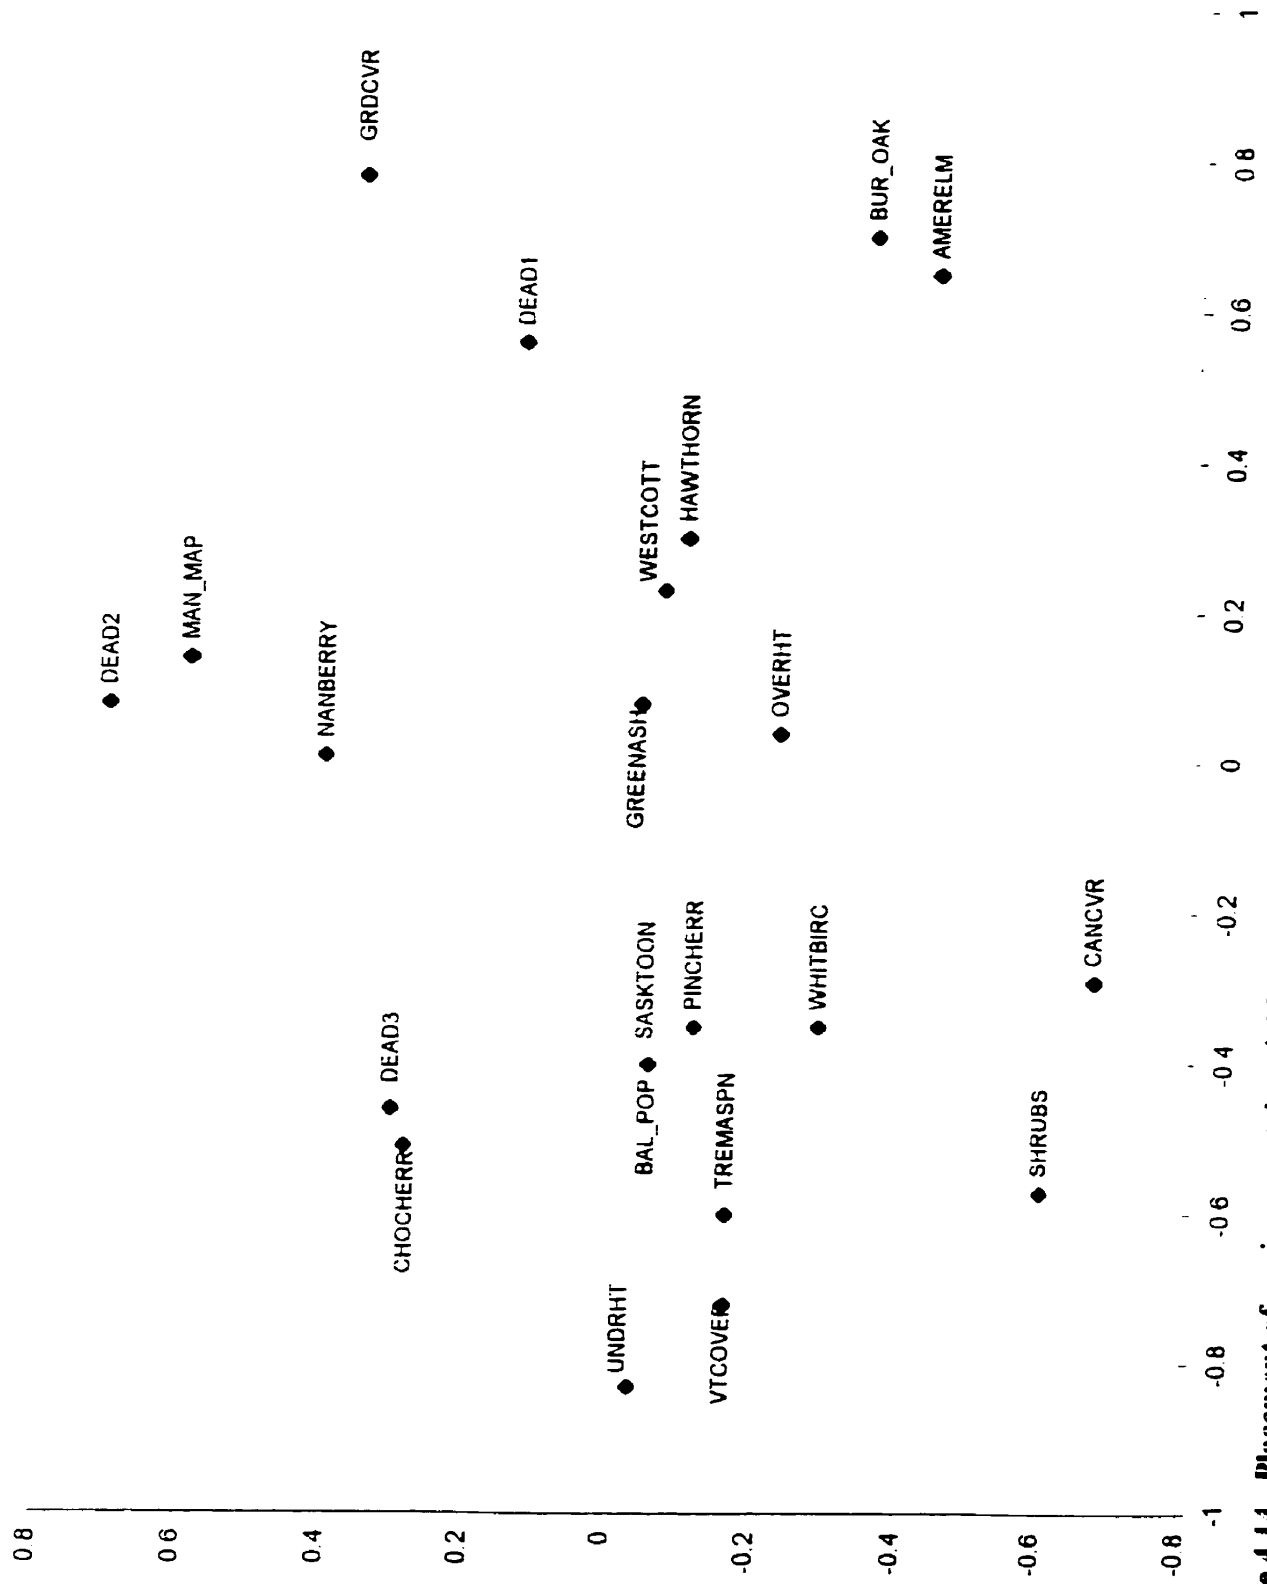 0.8
0.6
0.4
0.2
0
-0.2
-0.4
-0.6
-0.8
DEAD2
MAN_MAP
NANBERRY
GRDCVR
DEAD3
CHOCHERR
DEAD1
UNDRHT
GREENASH
BAL_POP
SASKTOON
WESTCOTT
PINCHERR
HAWTHORN
VTCOVER
TREMASPN
OVERHT
WHITBIRC
BUR_OAK
AMERELM
SHRUBS
CANCVR
-1
-0.8
-0.6
-0.4
-0.2
0
0.2
0.4
0.6
0.8
1
Placement of